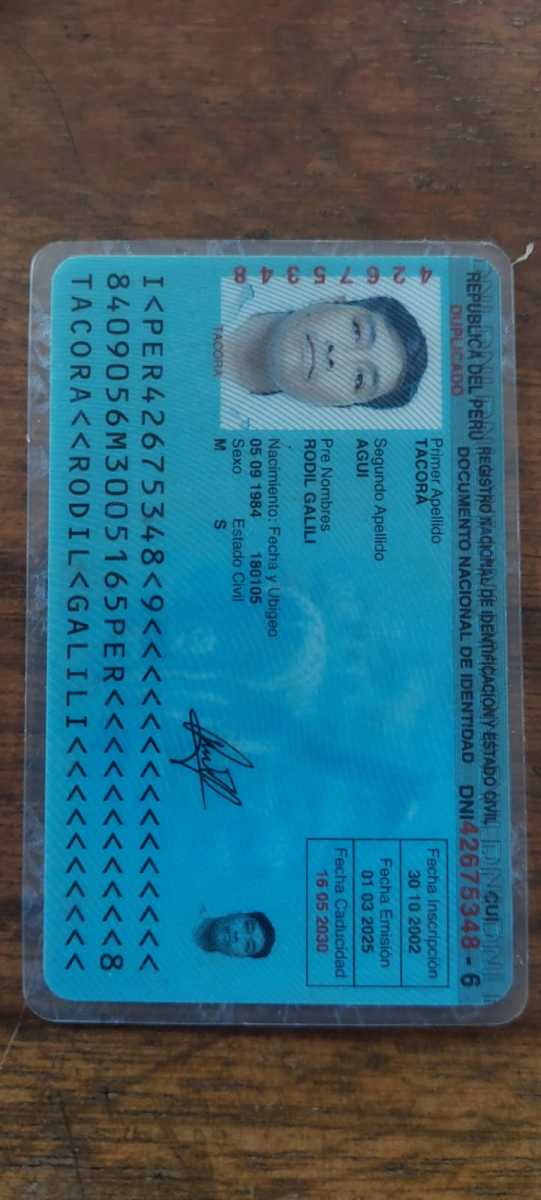 REPUBLICA DEL PERU REGISTRO NACIONAL DE IDENTIFICACION Y ESTADO CIVIL
CUI
DUPLICADO
DOCUMENTO NACIONAL DE IDENTIDAD DNI 42675348 - 6
42675348
TACORA
Primer Apellido
TACORA
Segundo Apellido
AGUI
Pre Nombres
RODIL GALILI
Nacimiento: Fecha y Ubigeo
05 09 1984 180105
Sexo Estado Civil
M S
Fecha Inscripción
30 10 2002
Fecha Emisión
01 03 2025
Fecha Caducidad
16 05 2030
I<PER42675348<9<<<<<<<<<<<<<<<
8409056M3005165PER<<<<<<<<<<<8
TACORA<<RODIL<GALILI<<<<<<<<<<